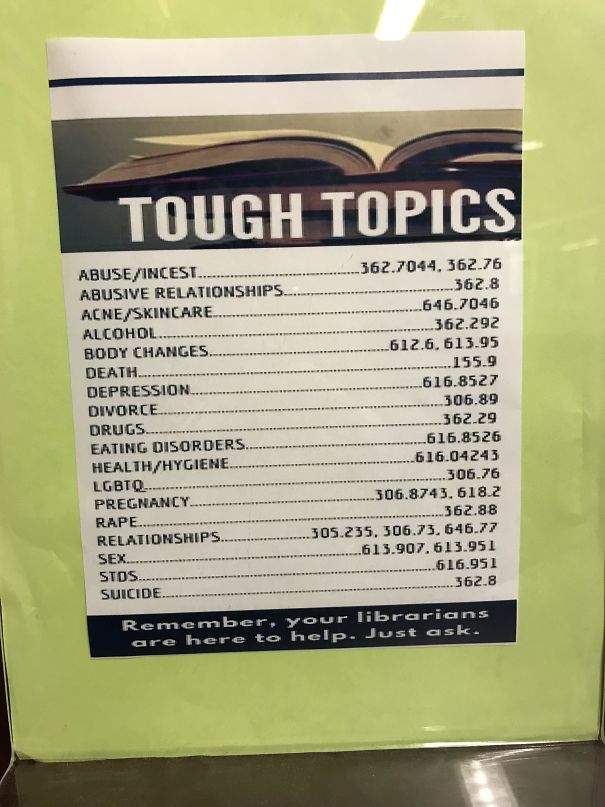 TOUGH TOPICS
ABUSE/INCEST 362.7044, 362.76
ABUSIVE RELATIONSHIPS 362.8
ACNE/SKINCARE 646.7046
ALCOHOL 362.292
BODY CHANGES 612.6, 613.95
DEATH 155.9
DEPRESSION 616.8527
DIVORCE 306.89
DRUGS 362.29
EATING DISORDERS 616.8526
HEALTH/HYGIENE 616.04243
LGBTQ 306.76
PREGNANCY 306.8743, 618.2
RAPE 362.88
RELATIONSHIPS 305.235, 306.73, 646.77
SEX 613.907, 613.951
STDS 616.951
SUICIDE 362.8
Remember, your librarians
are here to help. Just ask.